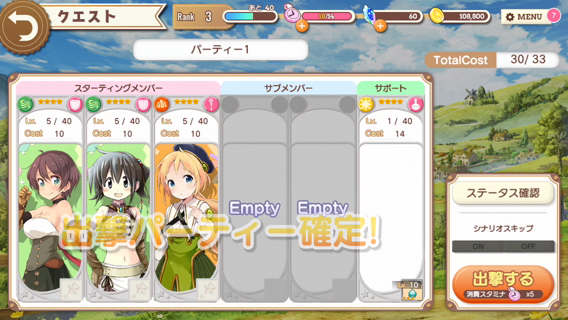 クエスト
Rank 3
あと 40
18/14
60
108,800
MENU
?
パーティー1
TotalCost 30/ 33
スターティングメンバー
サブメンバー
サポート
Lv. 5 / 40
Cost 10
Lv. 5 / 40
Cost 10
Lv. 5 / 40
Cost 10
Lv. 1 / 40
Cost 14
Empty
Empty
出撃パーティー確定!
Lv. 10
ステータス確認
シナリオスキップ
ON OFF
出撃する
消費スタミナ x5